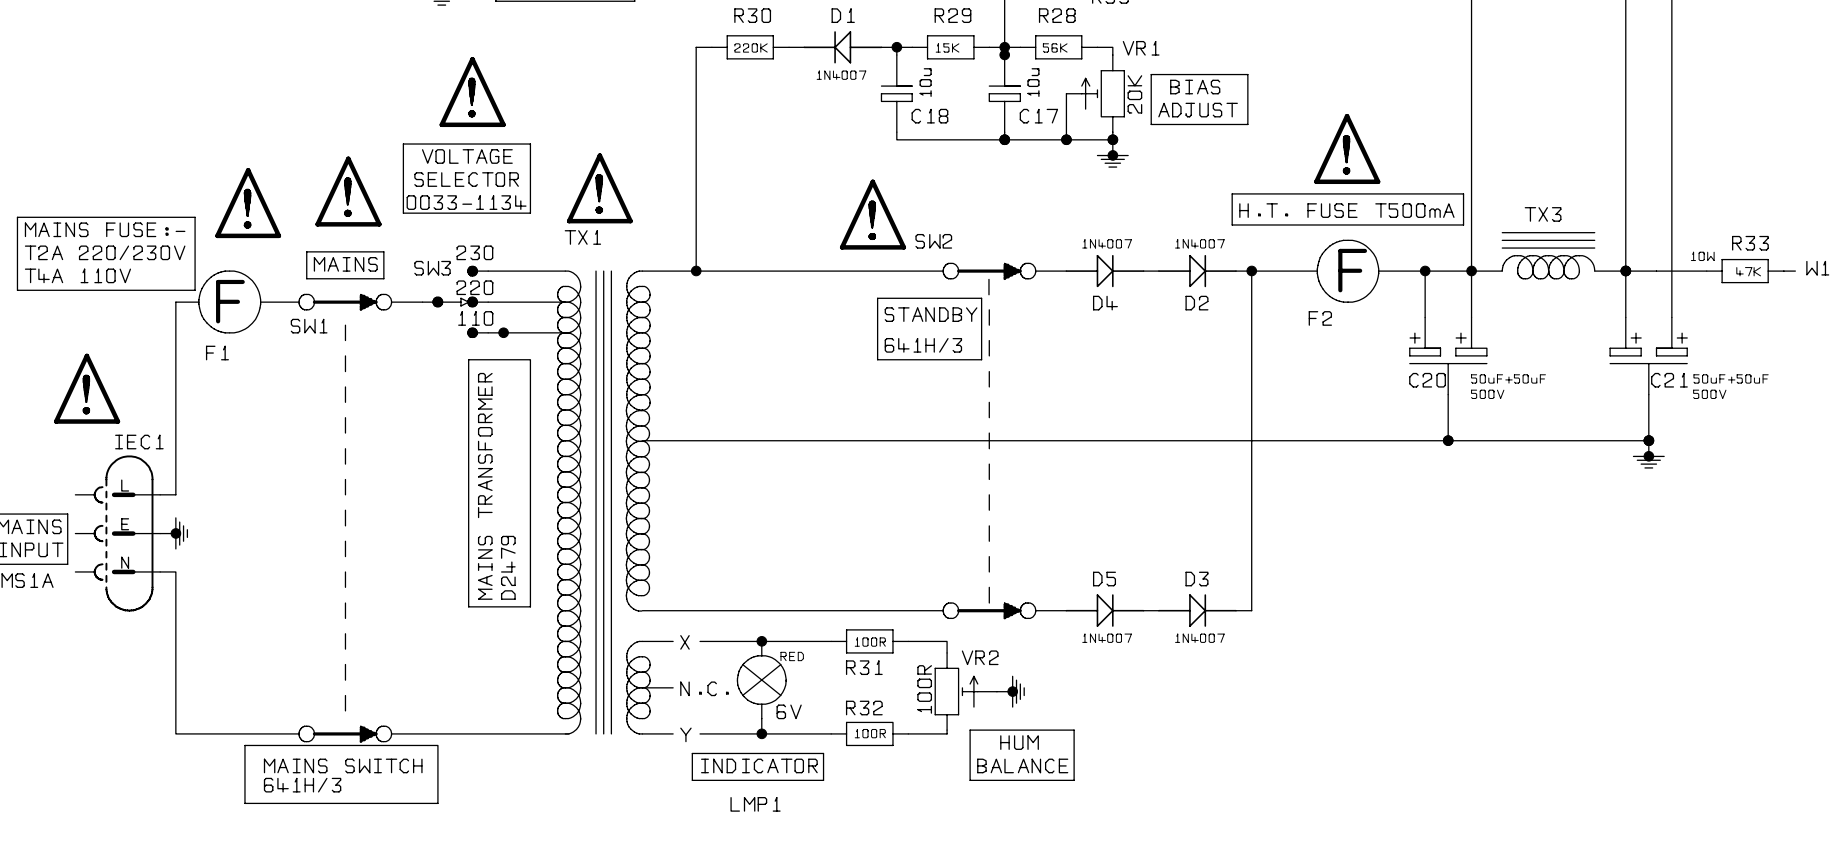 R30
D1
R29
R28
220K
15K
56K
VR1
1N4007
10u
10u
20K
BIAS
ADJUST
C18
C17
VOLTAGE
SELECTOR
0033-1134
TX1
MAINS FUSE:-
T2A 220/230V
T4A 110V
MAINS
SW3
230
220
110
SW2
H.T. FUSE T500mA
TX3
1N4007
1N4007
10W
R33
47K
W1
F
F
SW1
F1
STANDBY
641H/3
D4
D2
F2
C20
50uF+50uF
500V
C21
50uF+50uF
500V
IEC1
L
E
N
MAINS
INPUT
MS1A
MAINS TRANSFORMER
D2479
D5
D3
1N4007
1N4007
X
N.C.
Y
RED
6V
100R
R31
R32
100R
VR2
100R
HUM
BALANCE
MAINS SWITCH
641H/3
INDICATOR
LMP1